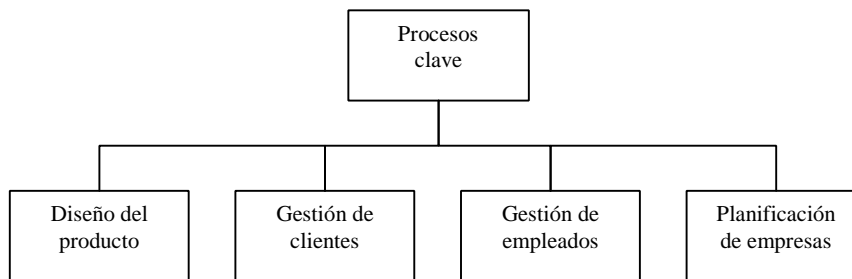 Procesos
clave
Diseño del
producto
Gestión de
clientes
Gestión de
empleados
Planificación
de empresas